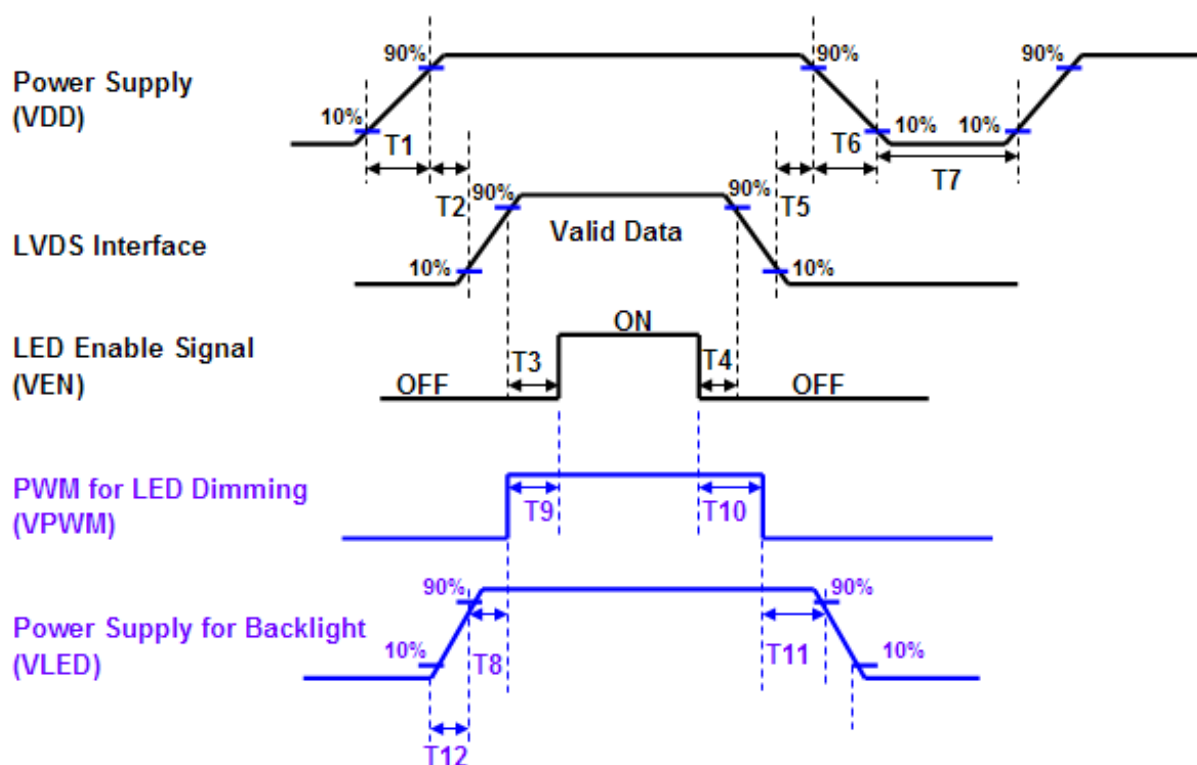 90%
90%
90%
Power Supply
(VDD)
10%
10%
10%
T1
T6
T7
T2
90%
90%
T5
Valid Data
LVDS Interface
10%
10%
ON
LED Enable Signal
(VEN)
T3
T4
OFF
OFF
PWM for LED Dimming
(VPWM)
T9
T10
90%
90%
Power Supply for Backlight
(VLED)
10%
T8
T11
10%
T12